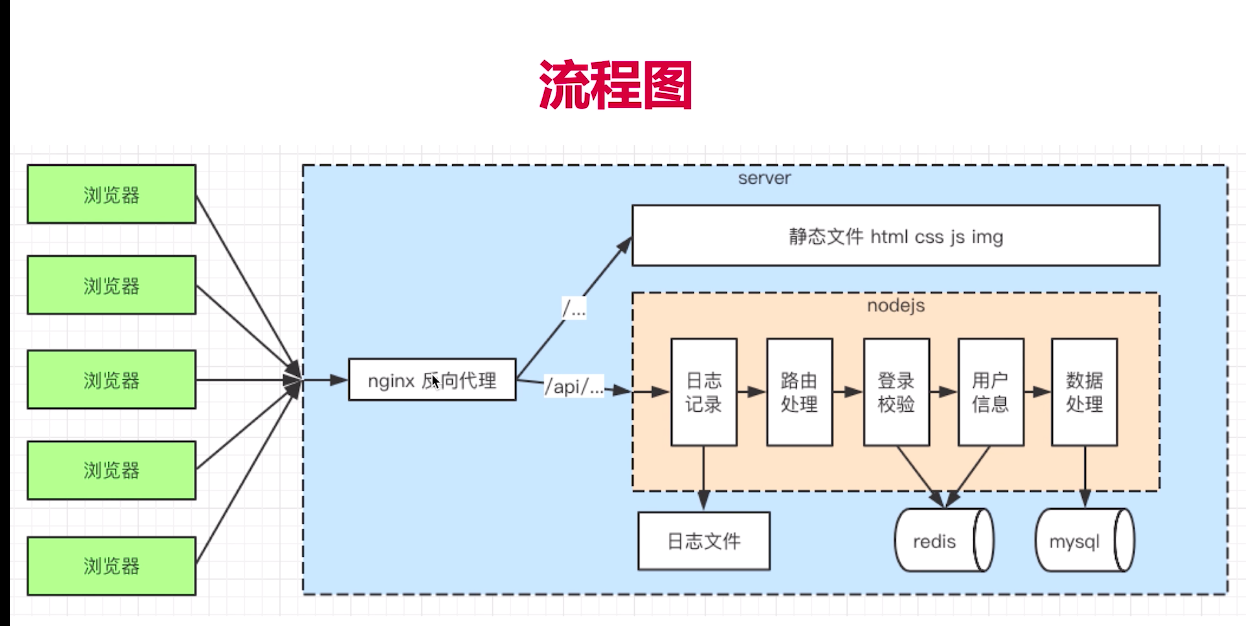 流程图
浏览器
浏览器
浏览器
浏览器
浏览器
server
静态文件 html css js img
/...
nginx 反向代理
/api/...
nodejs
日志
记录
路由
处理
登录
校验
用户
信息
数据
处理
日志文件
redis
mysql